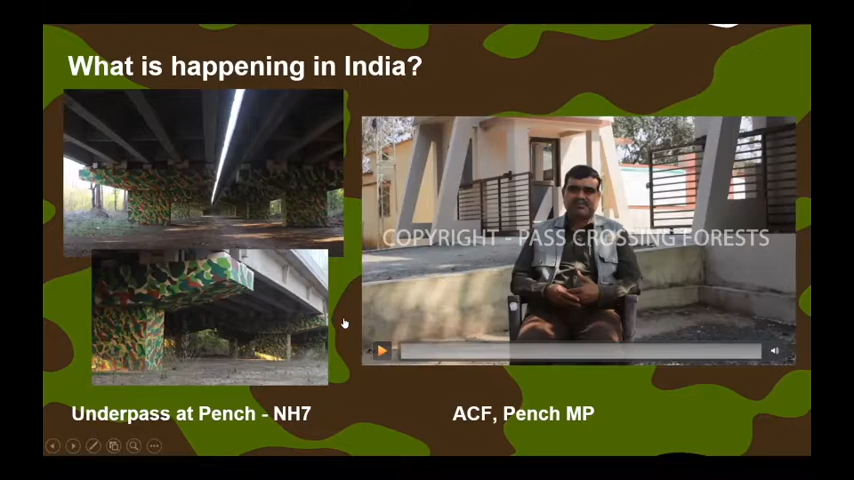 What is happening in India?
COPYRIGHT - PASS CROSSING FORESTS
Underpass at Pench - NH7
ACF, Pench MP